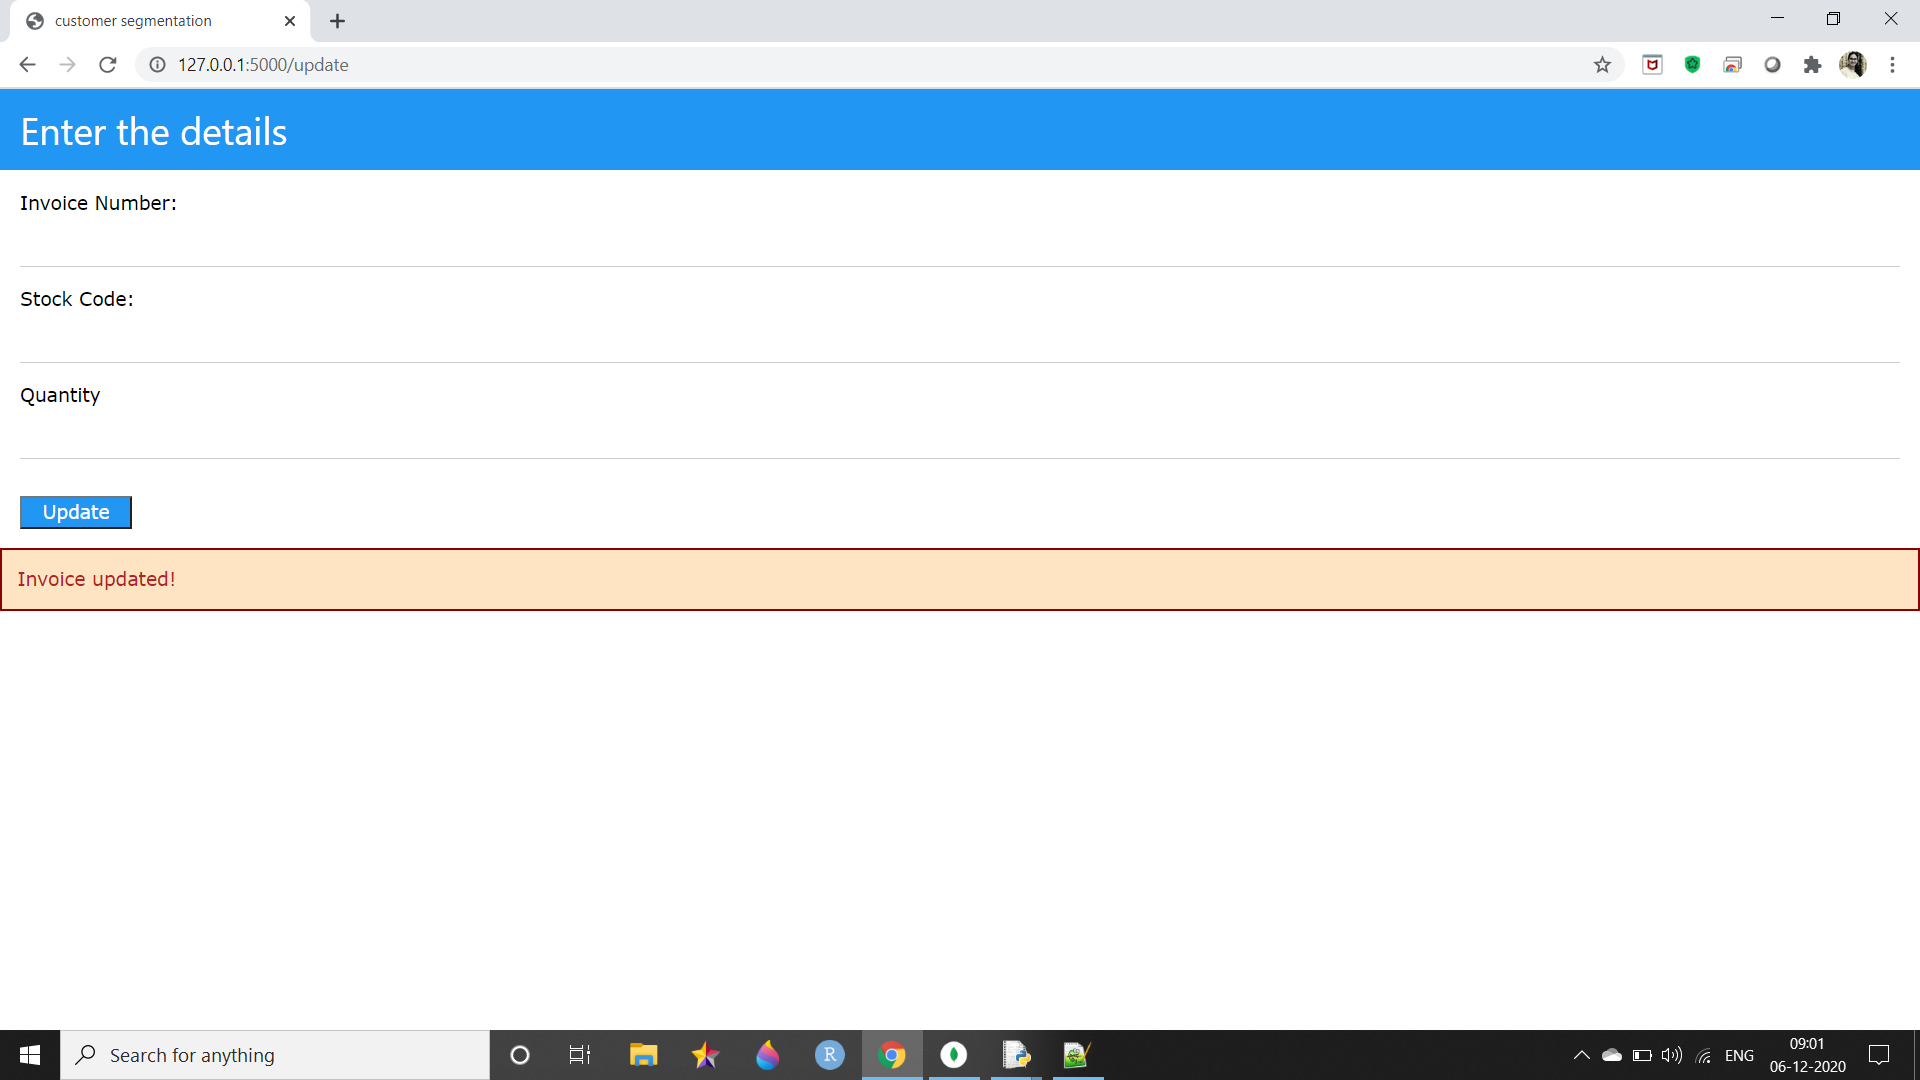 customer segmentation
127.0.0.1:5000/update
Enter the details
Invoice Number:
Stock Code:
Quantity
Update
Invoice updated!
Search for anything
R
ENG
09:01
06-12-2020